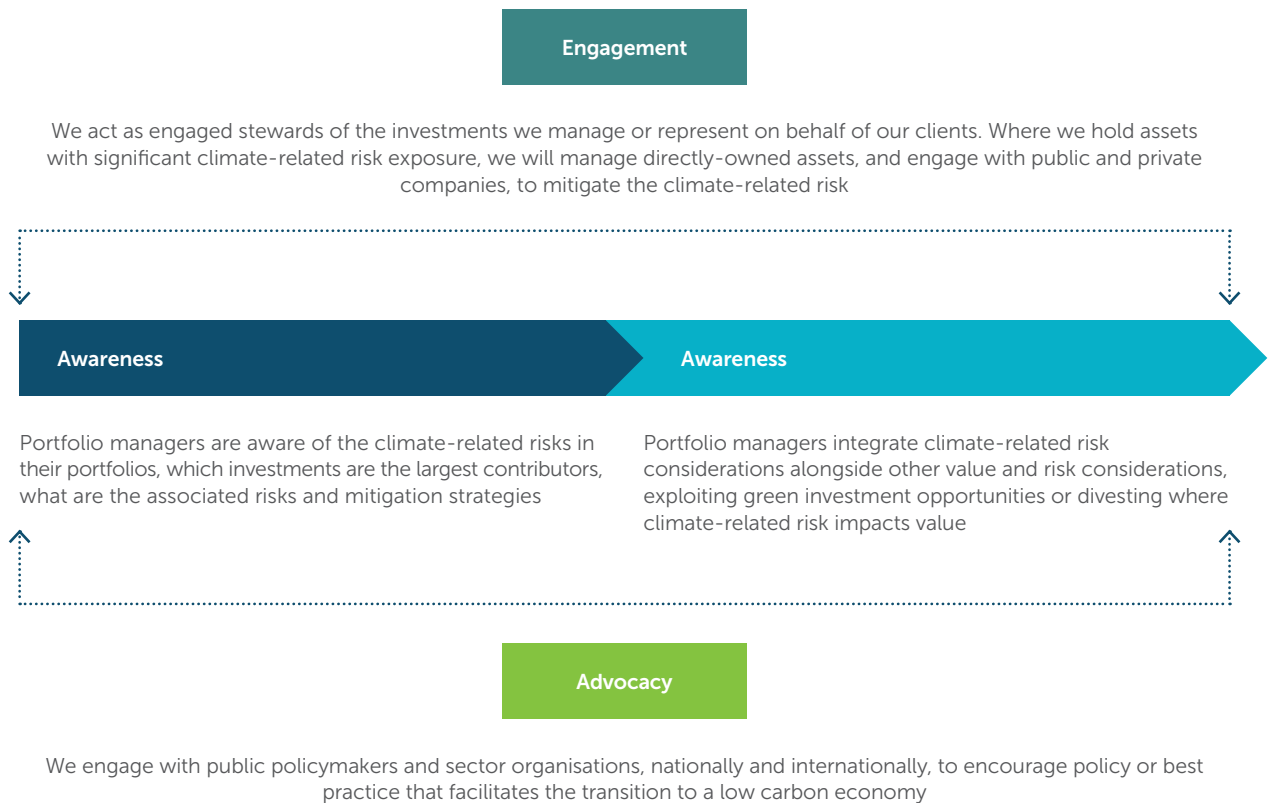 Engagement
We act as engaged stewards of the investments we manage or represent on behalf of our clients. Where we hold assets
with significant climate-related risk exposure, we will manage directly-owned assets, and engage with public and private
companies, to mitigate the climate-related risk
Awareness
Portfolio managers are aware of the climate-related risks in
their portfolios, which investments are the largest contributors,
what are the associated risks and mitigation strategies
Awareness
Portfolio managers integrate climate-related risk
considerations alongside other value and risk considerations,
exploiting green investment opportunities or divesting where
climate-related risk impacts value
Advocacy
We engage with public policymakers and sector organisations, nationally and internationally, to encourage policy or best
practice that facilitates the transition to a low carbon economy